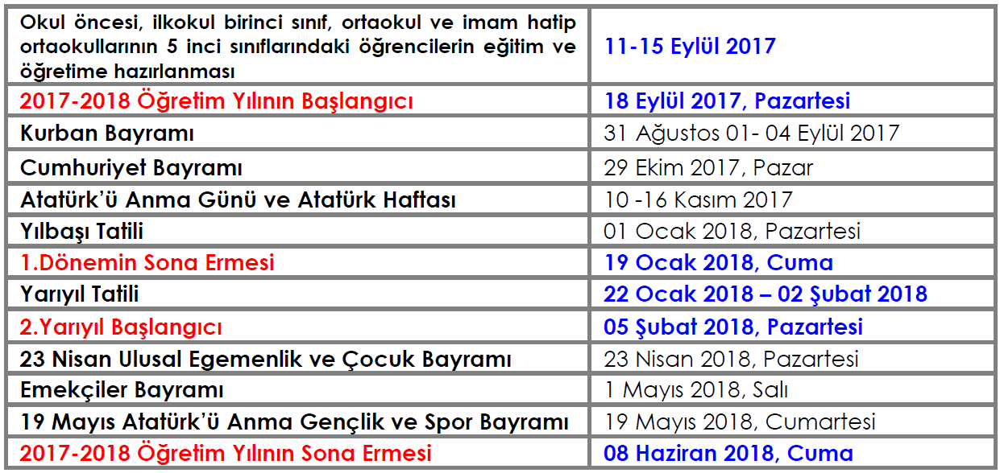 Okul öncesi, ilkokul birinci sınıf, ortaokul ve imam hatip
ortaokullarının 5 inci sınıflarındaki öğrencilerin eğitim ve
öğretime hazırlanması
11-15 Eylül 2017
2017-2018 Öğretim Yılının Başlangıcı
18 Eylül 2017, Pazartesi
Kurban Bayramı
31 Ağustos 01- 04 Eylül 2017
Cumhuriyet Bayramı
29 Ekim 2017, Pazar
Atatürk’ü Anma Günü ve Atatürk Haftası
10 -16 Kasım 2017
Yılbaşı Tatili
01 Ocak 2018, Pazartesi
1.Dönemin Sona Ermesi
19 Ocak 2018, Cuma
Yarıyıl Tatili
22 Ocak 2018 – 02 Şubat 2018
2.Yarıyıl Başlangıcı
05 Şubat 2018, Pazartesi
23 Nisan Ulusal Egemenlik ve Çocuk Bayramı
23 Nisan 2018, Pazartesi
Emekçiler Bayramı
1 Mayıs 2018, Salı
19 Mayıs Atatürk’ü Anma Gençlik ve Spor Bayramı
19 Mayıs 2018, Cumartesi
2017-2018 Öğretim Yılının Sona Ermesi
08 Haziran 2018, Cuma